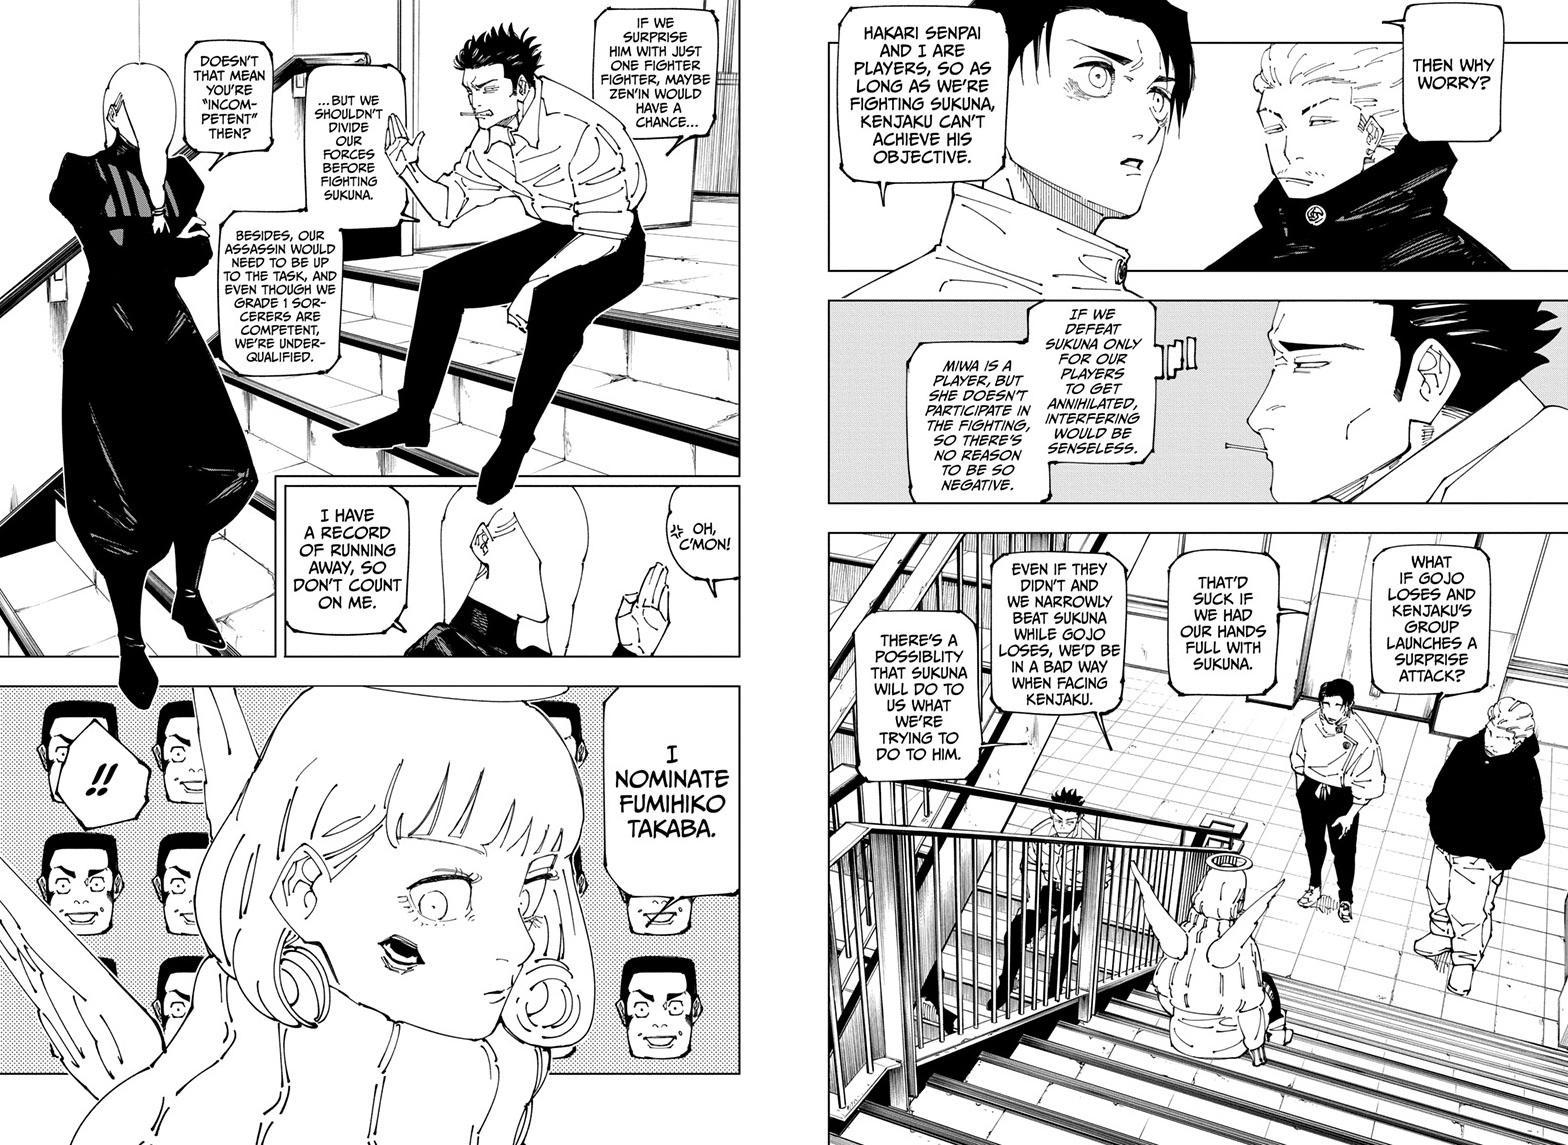 THEN WHY
WORRY?
HAKARI SENPAI
AND I ARE
PLAYERS, SO AS
LONG AS WE'RE
FIGHTING SUKUNA,
KENJAKU CAN'T
ACHIEVE HIS
OBJECTIVE.
IF WE
DEFEAT
SUKUNA ONLY
FOR OUR
PLAYERS
TO GET
ANNIHILATED,
INTERFERING
WOULD BE
SENSELESS.
MIWA IS A
PLAYER, BUT
SHE DOESN'T
PARTICIPATE IN
THE FIGHTING,
SO THERE'S
NO REASON
TO BE SO
NEGATIVE.
WHAT
IF GOJO
LOSES AND
KENJAKU'S
GROUP
LAUNCHES A
SURPRISE
ATTACK?
THAT'D
SUCK IF
WE HAD
OUR HANDS
FULL WITH
SUKUNA.
EVEN IF THEY
DIDN'T AND
WE NARROWLY
BEAT SUKUNA
WHILE GOJO
LOSES, WE'D BE
IN A BAD WAY
WHEN FACING
KENJAKU.
THERE'S A
POSSIBLITY
THAT SUKUNA
WILL DO TO
US WHAT
WE'RE
TRYING TO
DO TO HIM.
IF WE
SURPRISE
HIM WITH JUST
ONE FIGHTER
FIGHTER, MAYBE
ZEN'IN WOULD
HAVE A
CHANCE...
...BUT WE
SHOULDN'T
DIVIDE
OUR
FORCES
BEFORE
FIGHTING
SUKUNA.
BESIDES, OUR
ASSASSIN WOULD
NEED TO BE UP
TO THE TASK, AND
EVEN THOUGH WE
GRADE 1 SOR-
CERERS ARE
COMPETENT,
WE'RE UNDER-
QUALIFIED.
DOESN'T
THAT MEAN
YOU'RE
"INCOM-
PETENT"
THEN?
OH,
C'MON!
I HAVE
A RECORD
OF RUNNING
AWAY, SO
DON'T COUNT
ON ME.
I
NOMINATE
FUMIHIKO
TAKABA.
!!